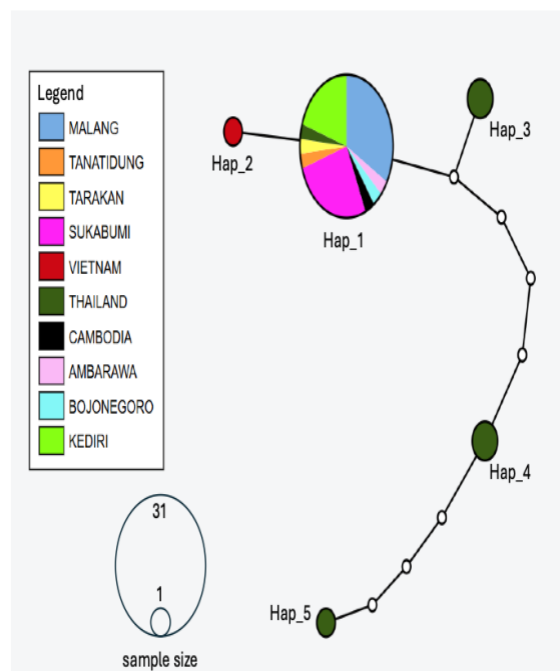 Legend
MALANG
TANATIDUNG
TARAKAN
SUKABUMI
VIETNAM
THAILAND
CAMBODIA
AMBARAWA
BOJONEGORO
KEDIRI
Hap_2
Hap_1
Hap_3
Hap_4
Hap_5
31
1
sample size